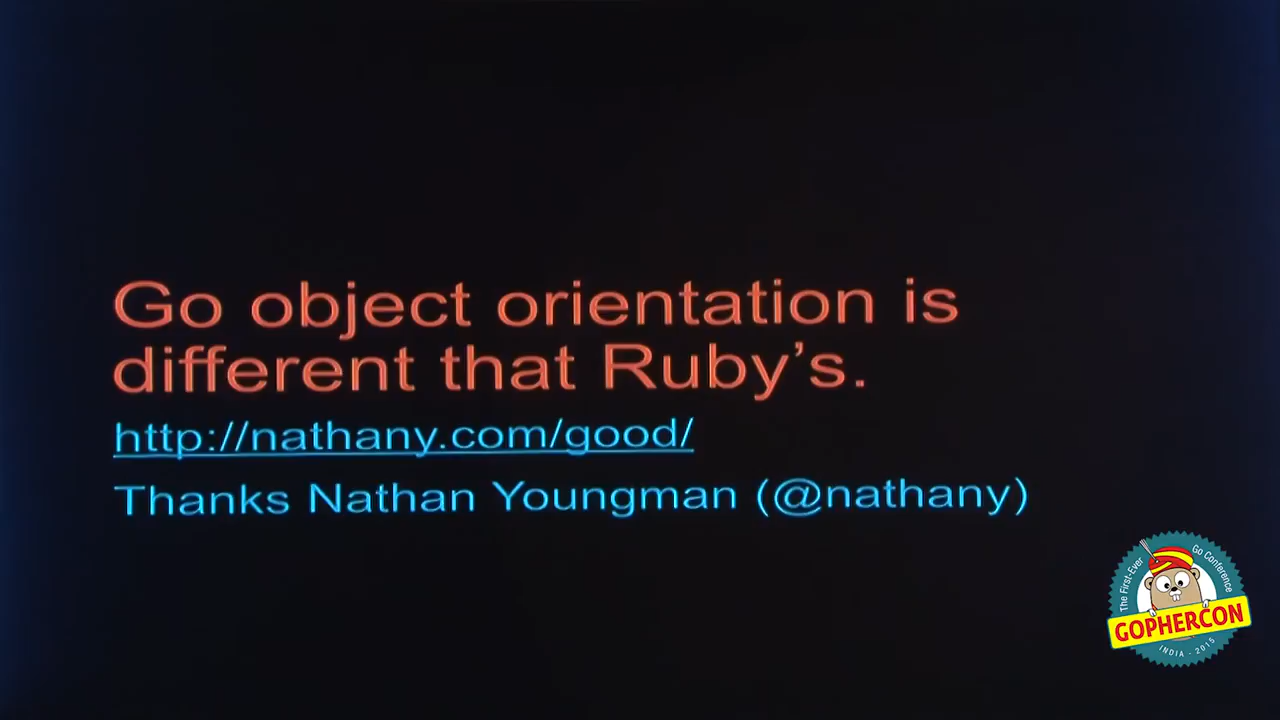 Go object orientation is
different that Ruby's.
http://nathany.com/good/
Thanks Nathan Youngman (@nathany)
The First-Ever
Go Conference
GOPHERCON
INDIA - 2015